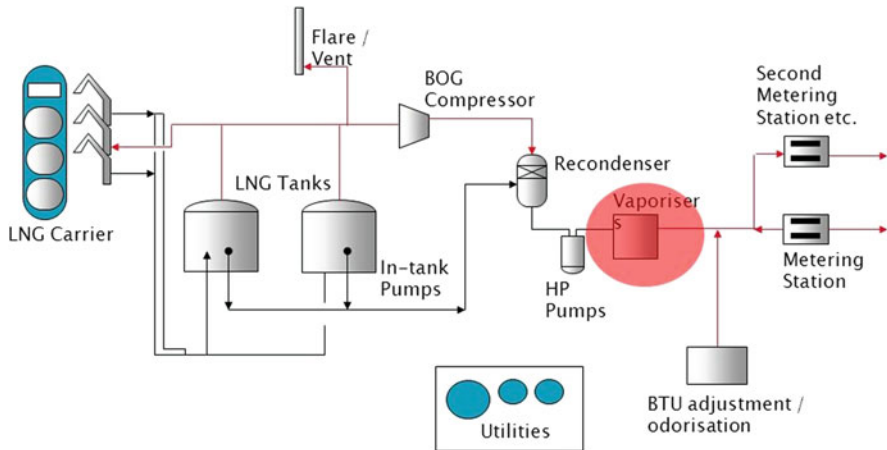 Flare /
Vent
BOG
Compressor
Second
Metering
Station etc.
Recondenser
LNG Tanks
Vaporiser
s
LNG Carrier
In-tank
Pumps
HP
Pumps
Metering
Station
BTU adjustment /
odorisation
Utilities